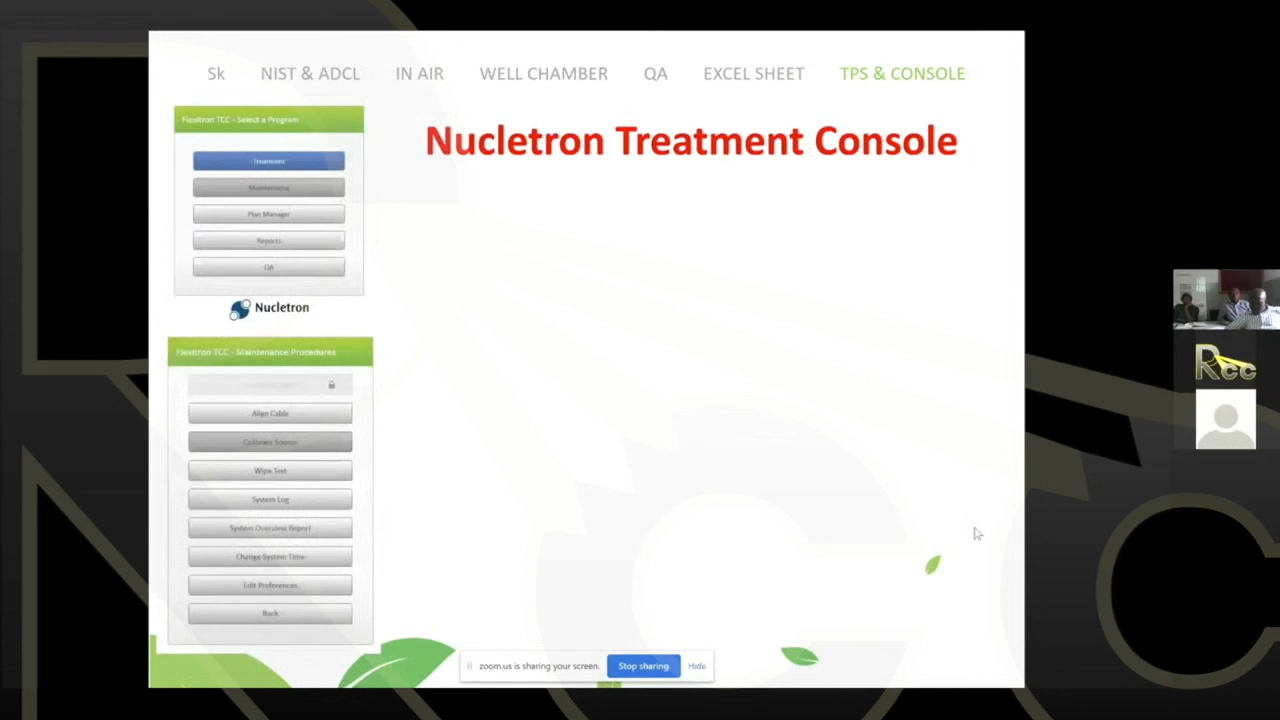 Sk NIST & ADCL IN AIR WELL CHAMBER QA EXCEL SHEET TPS & CONSOLE
Flexitron TCC - Select a Program
Nucletron Treatment Console
Treatment
Maintenance
Plan Manager
Reports
QA
Nucletron
Flexitron TCC - Maintenance Procedures
Align Cable
Calibrate Source
Wipe Test
System Log
System Overview Report
Change System Time
Edit Preferences
Back
zoom.us is sharing your screen. Stop sharing Hide
Rcc